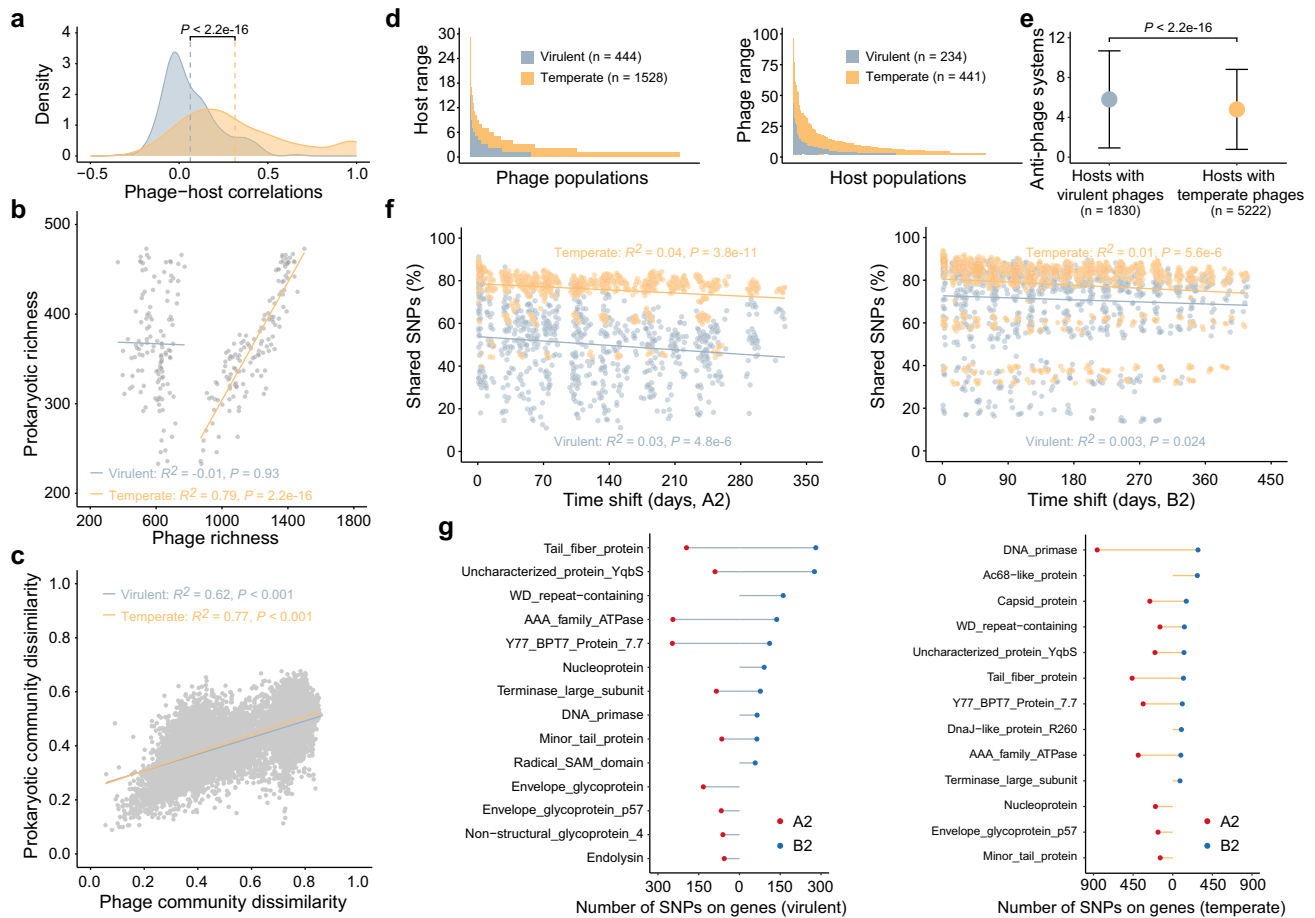 a
P < 2.2e-16
Density
4
3
2
1
0
−0.5
0.0
0.5
1.0
Phage−host correlations
b
Prokaryotic richness
500
400
300
200
Virulent: R2 = -0.01, P = 0.93
Temperate: R2 = 0.79, P = 2.2e-16
200
600
1000
1400
1800
Phage richness
c
Prokaryotic community dissimilarity
1.0
0.8
0.6
0.4
0.2
0.0
Virulent: R2 = 0.62, P < 0.001
Temperate: R2 = 0.77, P < 0.001
0.0
0.2
0.4
0.6
0.8
1.0
Phage community dissimilarity
d
Host range
30
24
18
12
6
0
Virulent (n = 444)
Temperate (n = 1528)
Phage populations
Phage range
100
75
50
25
0
Virulent (n = 234)
Temperate (n = 441)
Host populations
e
P < 2.2e-16
Anti-phage systems
12
8
4
0
Hosts with
virulent phages
(n = 1830)
Hosts with
temperate phages
(n = 5222)
f
Shared SNPs (%)
100
80
60
40
20
0
Temperate: R2 = 0.04, P = 3.8e-11
Virulent: R2 = 0.03, P = 4.8e-6
0
70
140
210
280
350
Time shift (days, A2)
Shared SNPs (%)
100
80
60
40
20
0
Temperate: R2 = 0.01, P = 5.6e-6
Virulent: R2 = 0.003, P = 0.024
0
90
180
270
360
450
Time shift (days, B2)
g
Tail_fiber_protein
Uncharacterized_protein_YqbS
WD_repeat-containing
AAA_family_ATPase
Y77_BPT7_Protein_7.7
Nucleoprotein
Terminase_large_subunit
DNA_primase
Minor_tail_protein
Radical_SAM_domain
Envelope_glycoprotein
Envelope_glycoprotein_p57
Non−structural_glycoprotein_4
Endolysin
A2
B2
300
150
0
150
300
Number of SNPs on genes (virulent)
DNA_primase
Ac68−like_protein
Capsid_protein
WD_repeat−containing
Uncharacterized_protein_YqbS
Tail_fiber_protein
Y77_BPT7_Protein_7.7
DnaJ−like_protein_R260
AAA_family_ATPase
Terminase_large_subunit
Nucleoprotein
Envelope_glycoprotein_p57
Minor_tail_protein
A2
B2
900
450
0
450
900
Number of SNPs on genes (temperate)